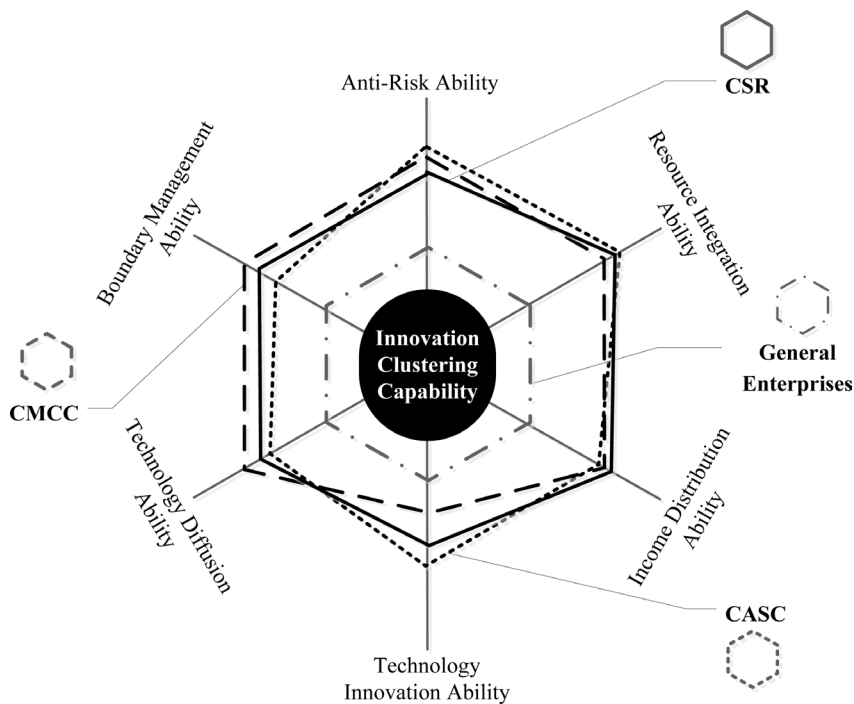 CSR
Anti-Risk Ability
Boundary Management
Ability
Resource Integration
Ability
Innovation
Clustering
Capability
General
Enterprises
CMCC
Technology Diffusion
Ability
Income Distribution
Ability
CASC
Technology
Innovation Ability